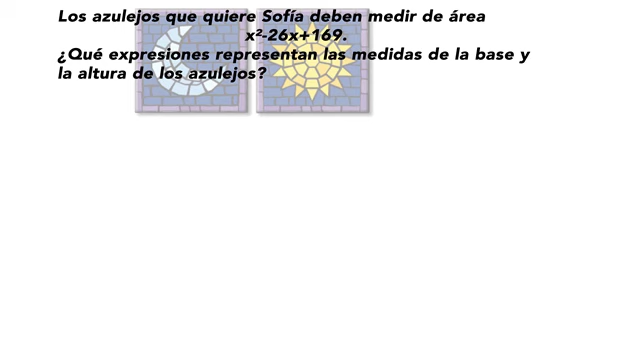 Los azulejos que quiere Sofía deben medir de área
x²-26x+169.
¿Qué expresiones representan las medidas de la base y
la altura de los azulejos?